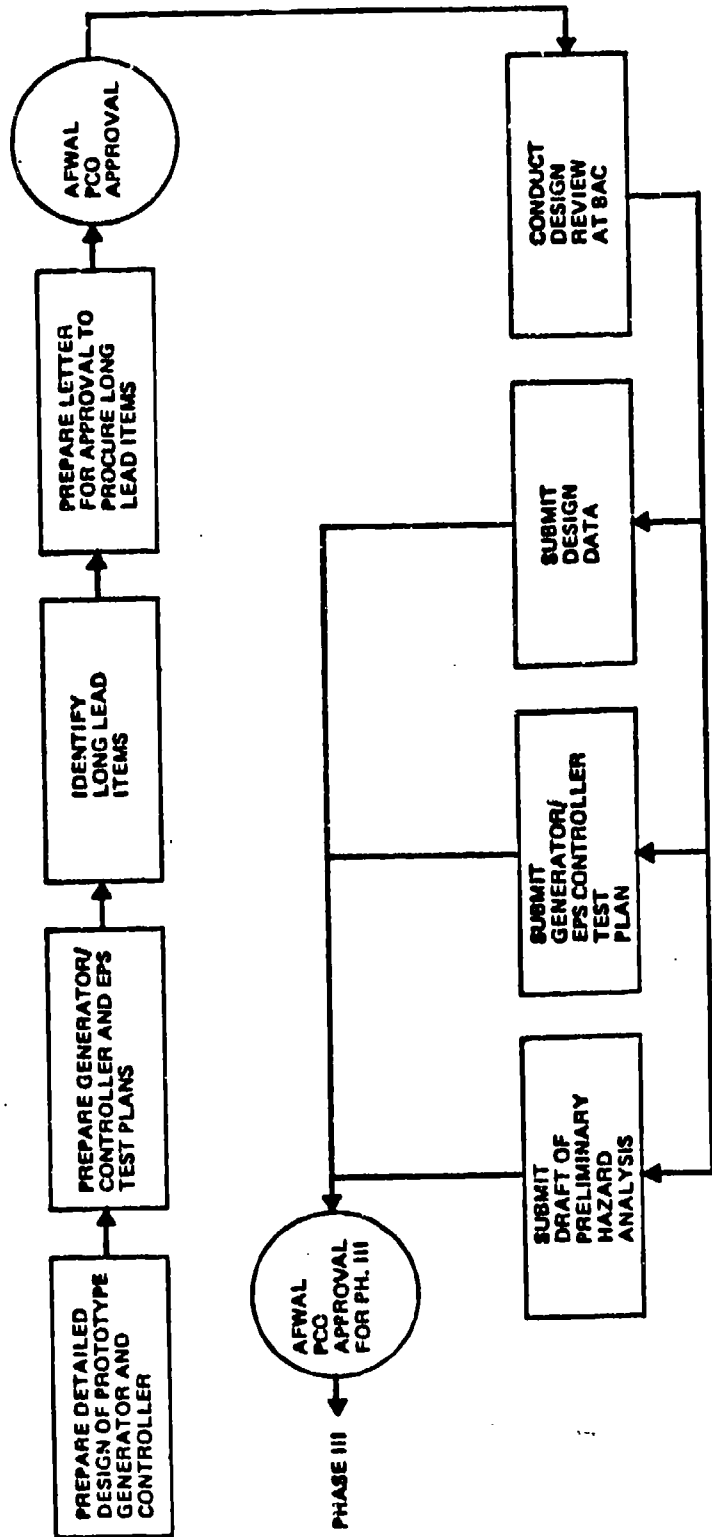 PREPARE DETAILED
DESIGN OF PROTOTYPE
GENERATOR AND
CONTROLLER
PREPARE GENERATOR/
CONTROLLER AND EPS
TEST PLANS
IDENTIFY
LONG LEAD
ITEMS
PREPARE LETTER
FOR APPROVAL TO
PROCURE LONG
LEAD ITEMS
AFWAL
PCO
APPROVAL
CONDUCT
DESIGN
REVIEW
AT BAC
SUBMIT
DESIGN
DATA
SUBMIT
GENERATOR/
EPS CONTROLLER
TEST
PLAN
SUBMIT
DRAFT OF
PRELIMINARY
HAZARD
ANALYSIS
AFWAL
PCO
APPROVAL
FOR PH. III
PHASE III